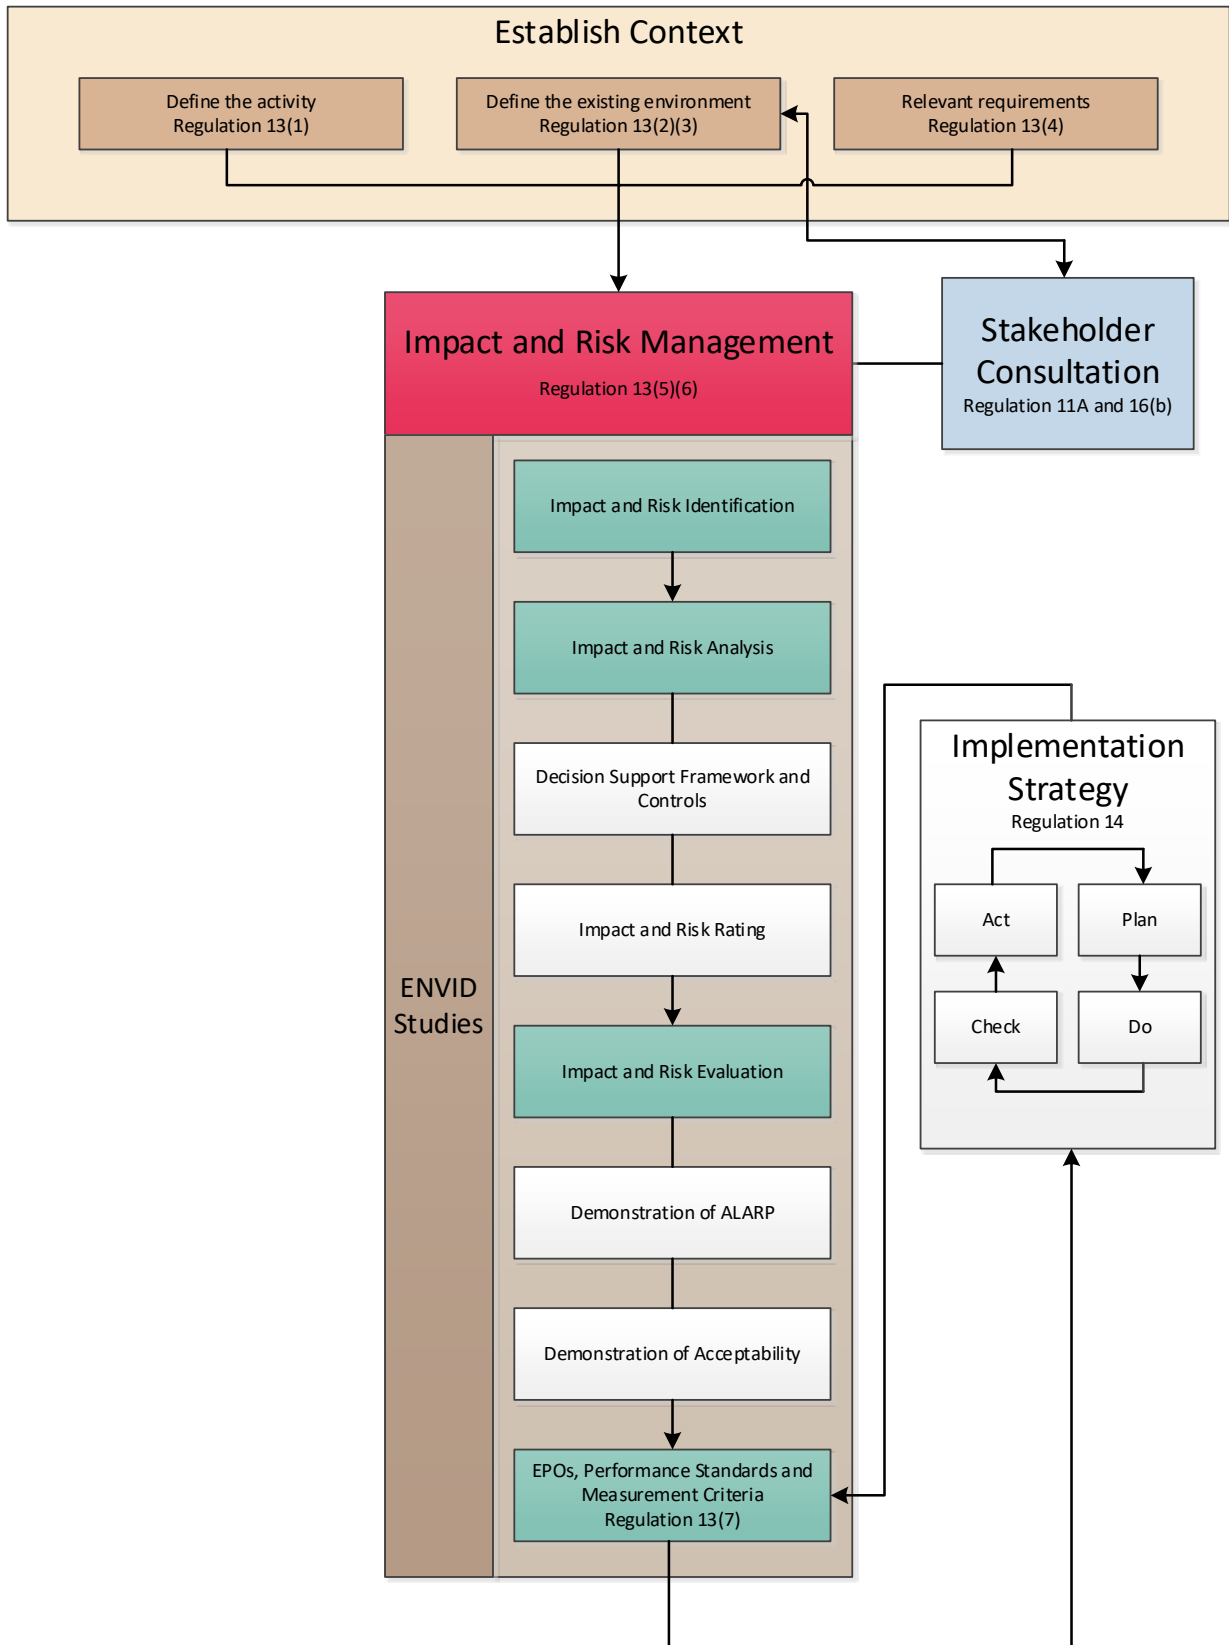 Establish Context
Define the activity
Regulation 13(1)
Define the existing environment
Regulation 13(2)(3)
Relevant requirements
Regulation 13(4)
Impact and Risk Management
Regulation 13(5)(6)
Stakeholder
Consultation
Regulation 11A and 16(b)
ENVID
Studies
Impact and Risk Identification
Impact and Risk Analysis
Decision Support Framework and
Controls
Impact and Risk Rating
Impact and Risk Evaluation
Demonstration of ALARP
Demonstration of Acceptability
EPOs, Performance Standards and
Measurement Criteria
Regulation 13(7)
Implementation
Strategy
Regulation 14
Act
Plan
Check
Do